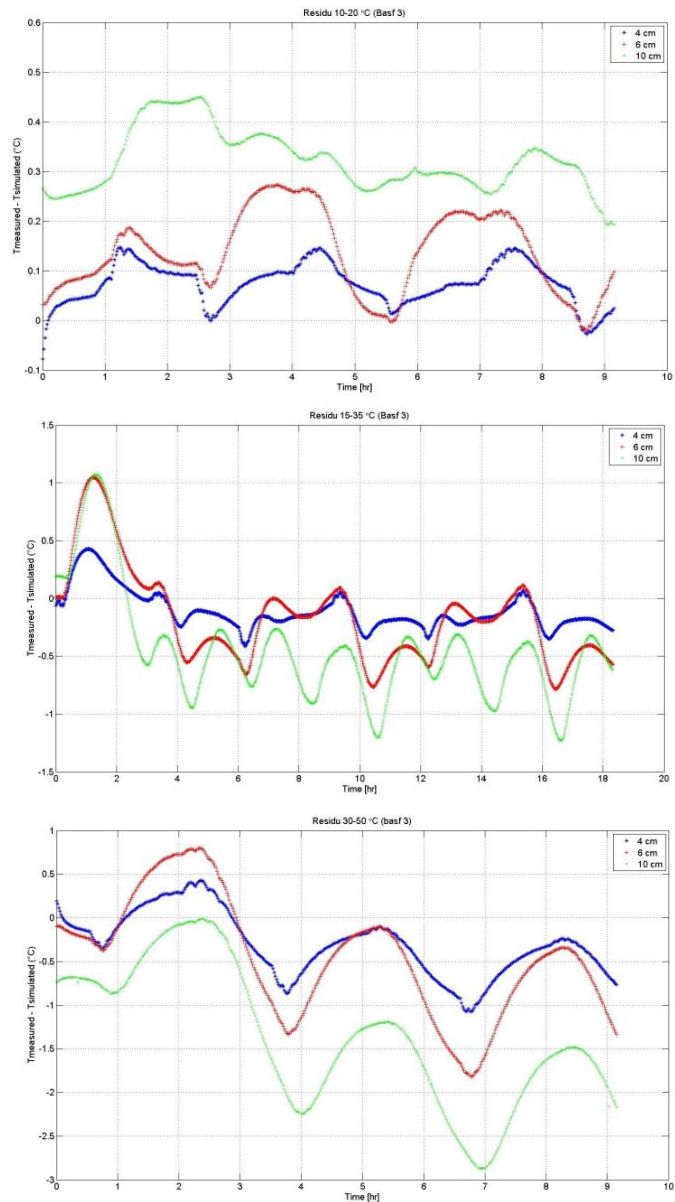 Residu 10-20 °C (Basf 3)
0.6
0.5
0.4
0.3
0.2
0.1
0
-0.1
Tmeasured - Tsimulated (°C)
4 cm
6 cm
10 cm
0 1 2 3 4 5 6 7 8 9 10
Time [hr]
Residu 15-35 °C (Basf 3)
1.5
1
0.5
0
-0.5
-1
-1.5
Tmeasured - Tsimulated (°C)
4 cm
6 cm
10 cm
0 2 4 6 8 10 12 14 16 18 20
Time [hr]
Residu 30-50 °C (basf 3)
1
0.5
0
-0.5
-1
-1.5
-2
-2.5
-3
Tmeasured - Tsimulated (°C)
4 cm
6 cm
10 cm
0 1 2 3 4 5 6 7 8 9 10
Time [hr]